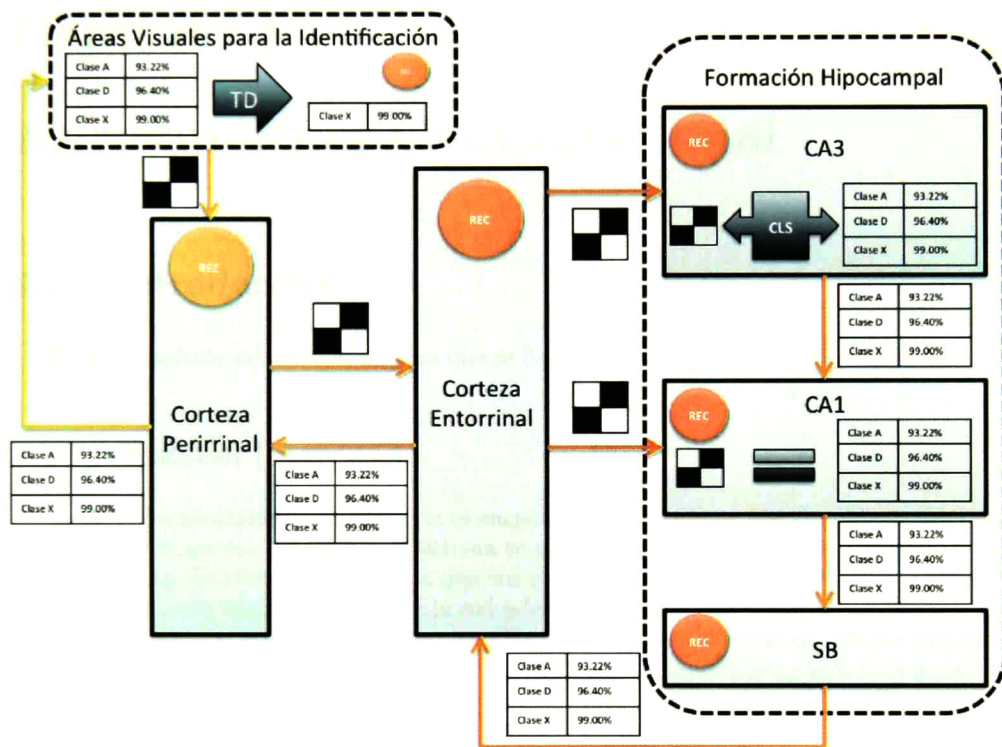 Áreas Visuales para la Identificación
Clase A 93.22%
Clase D 96.40%
Clase X 99.00%
TD
REC
Clase X 99.00%
Formación Hipocampal
REC
CA3
CLS
Clase A 93.22%
Clase D 96.40%
Clase X 99.00%
REC
Corteza
Perirrinal
REC
Corteza
Entorrinal
Clase A 93.22%
Clase D 96.40%
Clase X 99.00%
REC
CA1
Clase A 93.22%
Clase D 96.40%
Clase X 99.00%
Clase A 93.22%
Clase D 96.40%
Clase X 99.00%
Clase A 93.22%
Clase D 96.40%
Clase X 99.00%
Clase A 93.22%
Clase D 96.40%
Clase X 99.00%
REC
SB
Clase A 93.22%
Clase D 96.40%
Clase X 99.00%